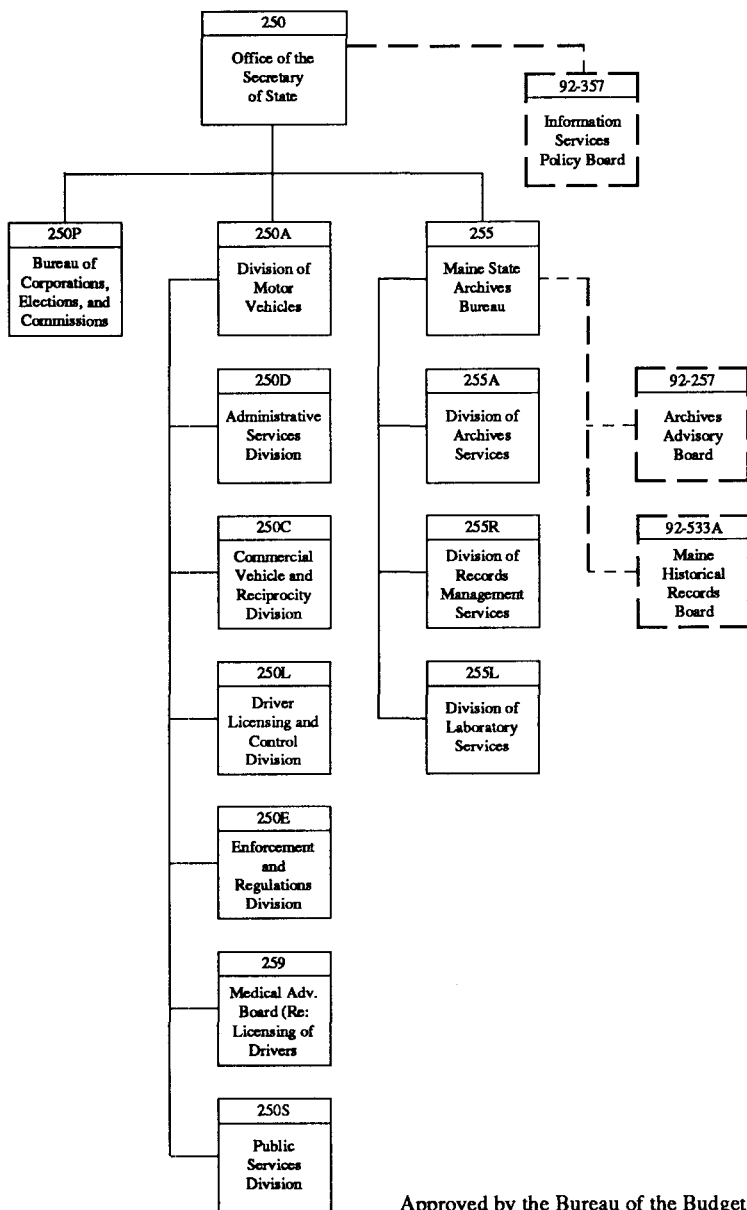 250
Office of the
Secretary
of State
92-357
Information
Services
Policy Board
250P
Bureau of
Corporations,
Elections, and
Commissions
250A
Division of
Motor
Vehicles
255
Maine State
Archives
Bureau
250D
Administrative
Services
Division
255A
Division of
Archives
Services
92-257
Archives
Advisory
Board
250C
Commercial
Vehicle and
Reciprocity
Division
255R
Division of
Records
Management
Services
92-533A
Maine
Historical
Records
Board
250L
Driver
Licensing and
Control
Division
255L
Division of
Laboratory
Services
250E
Enforcement
and
Regulations
Division
259
Medical Adv.
Board (Re:
Licensing of
Drivers
250S
Public
Services
Division
Approved by the Bureau of the Budget